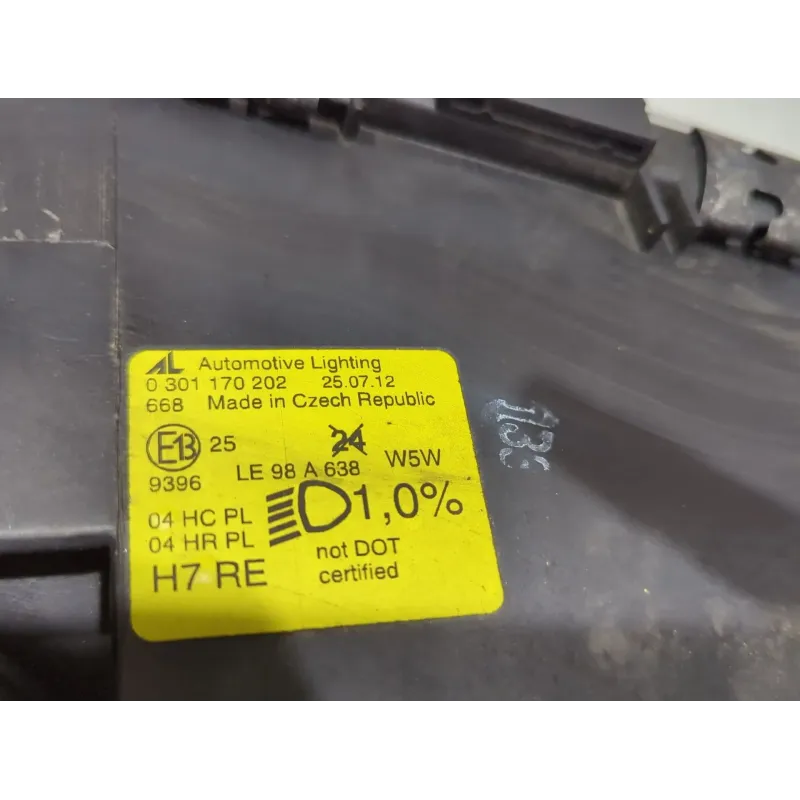 AL Automotive Lighting
0 301 170 202 25.07.12
668 Made in Czech Republic
E13 25 24
9396 LE 98 A 638 W5W
04 HC PL 1,0%
04 HR PL not DOT
H7 RE certified